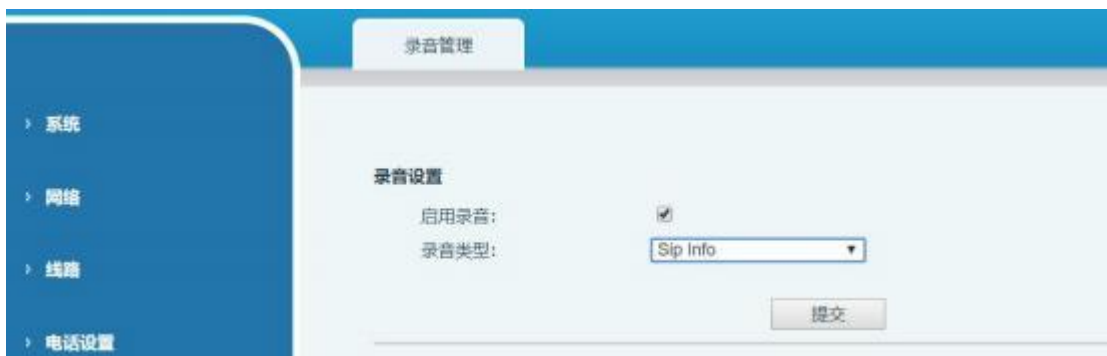 录音管理
系统
网络
线路
电话设置
录音设置
启用录音:
录音类型: Sip Info
提交